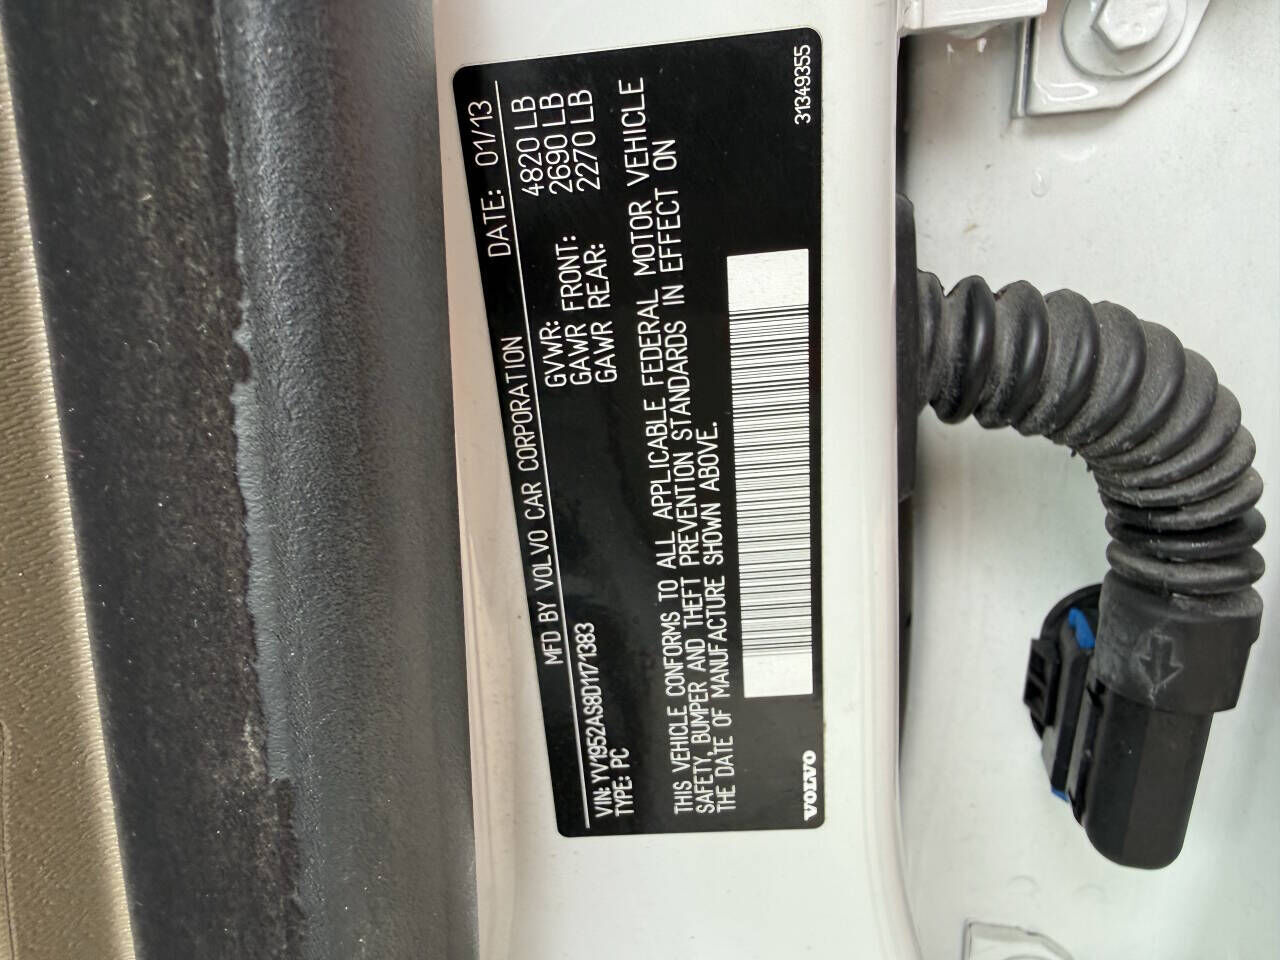 MFD BY VOLVO CAR CORPORATION DATE: 01/13
GVWR: 4820 LB
GAWR FRONT: 2690 LB
GAWR REAR: 2270 LB
VIN: YV1952AS8D1171383
TYPE: PC
THIS VEHICLE CONFORMS TO ALL APPLICABLE FEDERAL MOTOR VEHICLE
SAFETY, BUMPER AND THEFT PREVENTION STANDARDS IN EFFECT ON
THE DATE OF MANUFACTURE SHOWN ABOVE.
VOLVO
31349355